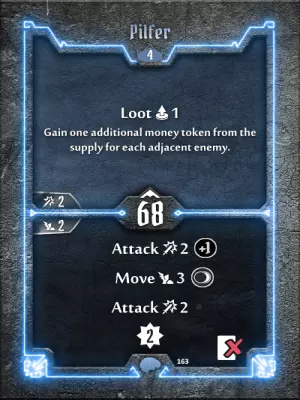 Pilfer
4
Loot 1
Gain one additional money token from the
supply for each adjacent enemy.
2
68
2
Attack 2 +1
Move 3
Attack 2
2
163